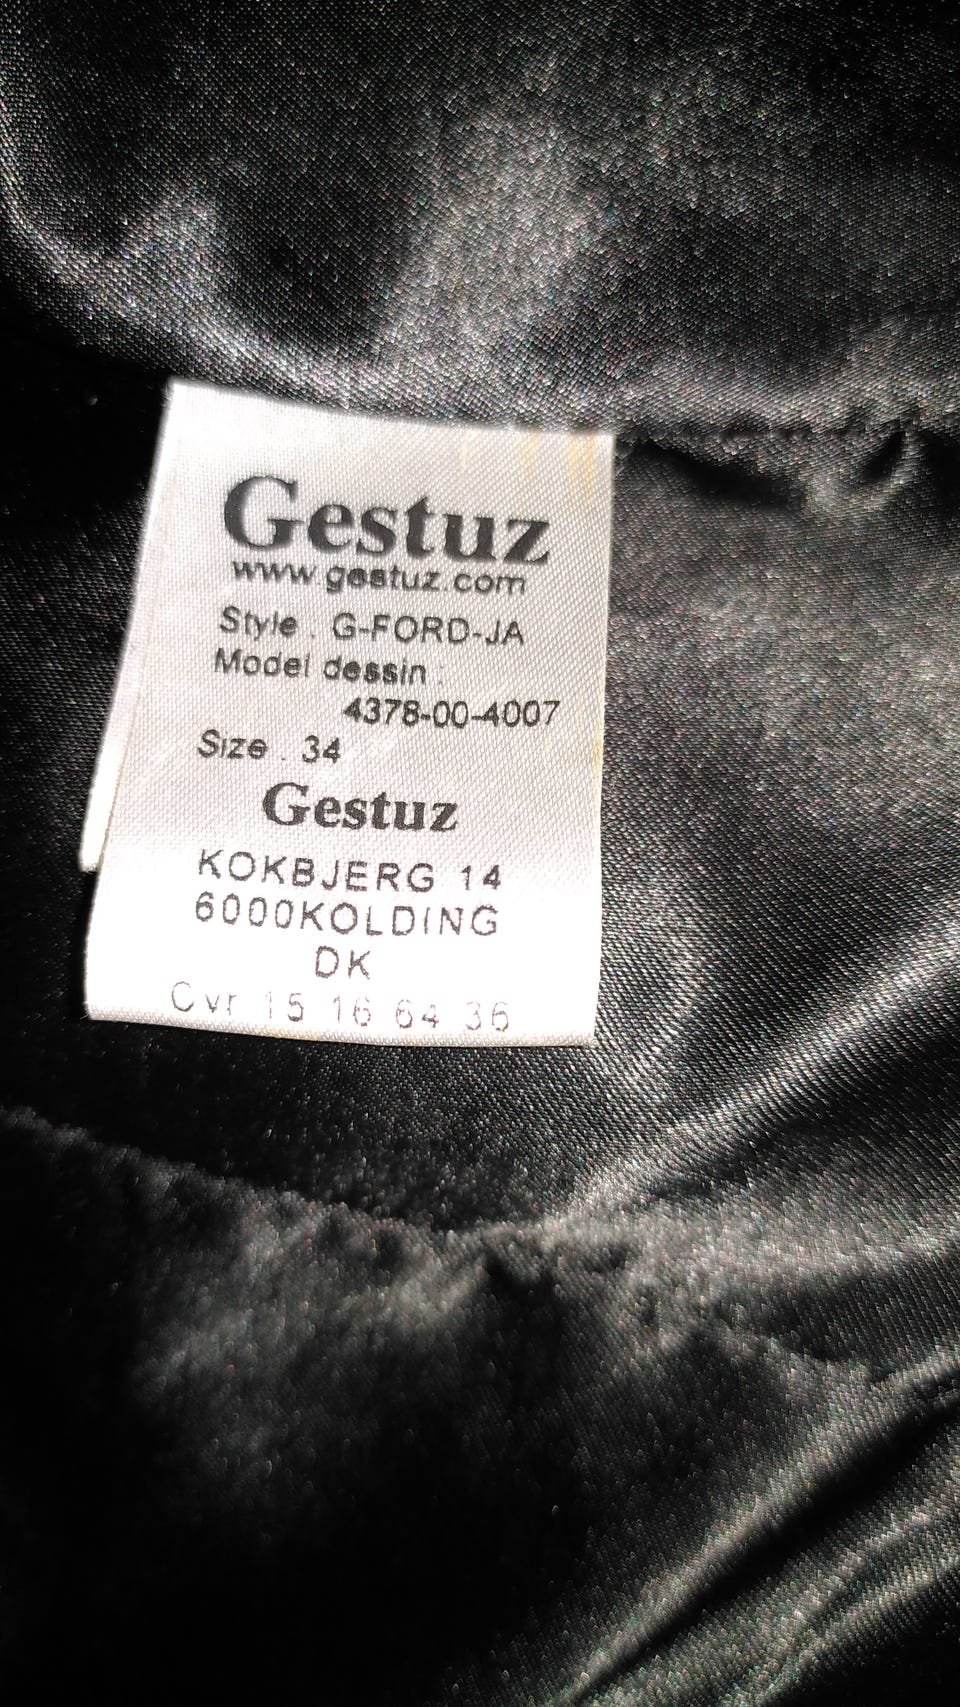 Gestuz
www.gestuz.com
Style : G-FORD-JA
Model dessin :
4378-00-4007
Size : 34
Gestuz
KOKBJERG 14
6000KOLDING
DK
Cvr 15 16 64 36